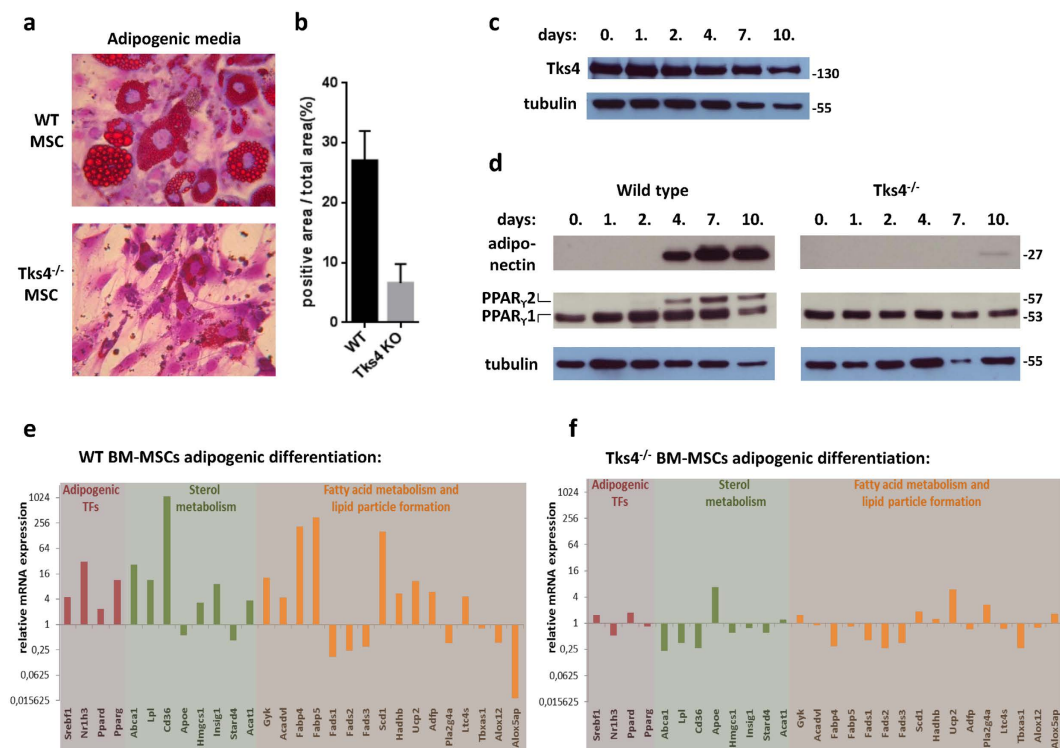 a
Adipogenic media
WT
MSC
Tks4-/-
MSC
b
positive area / total area(%)
40
30
20
10
0
WT
Tks4 KO
c
days: 0. 1. 2. 4. 7. 10.
Tks4
-130
tubulin
-55
d
Wild type
Tks4-/-
days: 0. 1. 2. 4. 7. 10. 0. 1. 2. 4. 7. 10.
adipo-
nectin
-27
PPARγ2
-57
PPARγ1
-53
tubulin
-55
e
WT BM-MSCs adipogenic differentiation:
Adipogenic
TFs
Sterol
metabolism
Fatty acid metabolism and
lipid particle formation
relative mRNA expression
1024
256
64
16
4
1
0,25
0,0625
0,015625
Srebf1
Nr1h3
Ppard
Pparg
Abca1
Lpl
Cd36
Apoe
Hmgcs1
Insig1
Stard4
Acat1
Gyk
Acadvl
Fabp4
Fabp5
Fads1
Fads2
Fads3
Scd1
Hadhb
Ucp2
Adfp
Pla2g4a
Ltc4s
Tbxas1
Alox12
Alox5ap
f
Tks4-/- BM-MSCs adipogenic differentiation:
Adipogenic
TFs
Sterol
metabolism
Fatty acid metabolism and
lipid particle formation
relative mRNA expression
1024
256
64
16
4
1
0,25
0,0625
0,015625
Srebf1
Nr1h3
Ppard
Pparg
Abca1
Lpl
Cd36
Apoe
Hmgcs1
Insig1
Stard4
Acat1
Gyk
Acadvl
Fabp4
Fabp5
Fads1
Fads2
Fads3
Scd1
Hadhb
Ucp2
Adfp
Pla2g4a
Ltc4s
Tbxas1
Alox12
Alox5ap